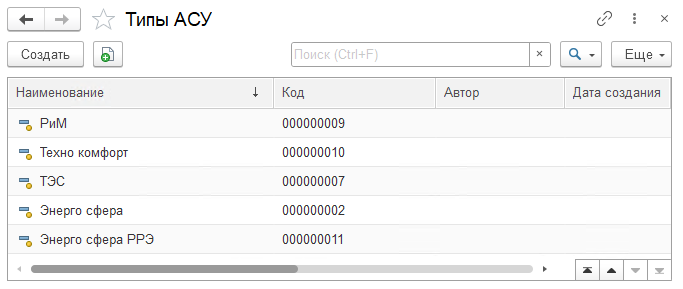 Типы АСУ
Создать Поиск (Ctrl+F) × Еще
Наименование ↓ Код Автор Дата создания
РиМ 000000009
Техно комфорт 000000010
ТЭС 000000007
Энерго сфера 000000002
Энерго сфера РРЭ 000000011